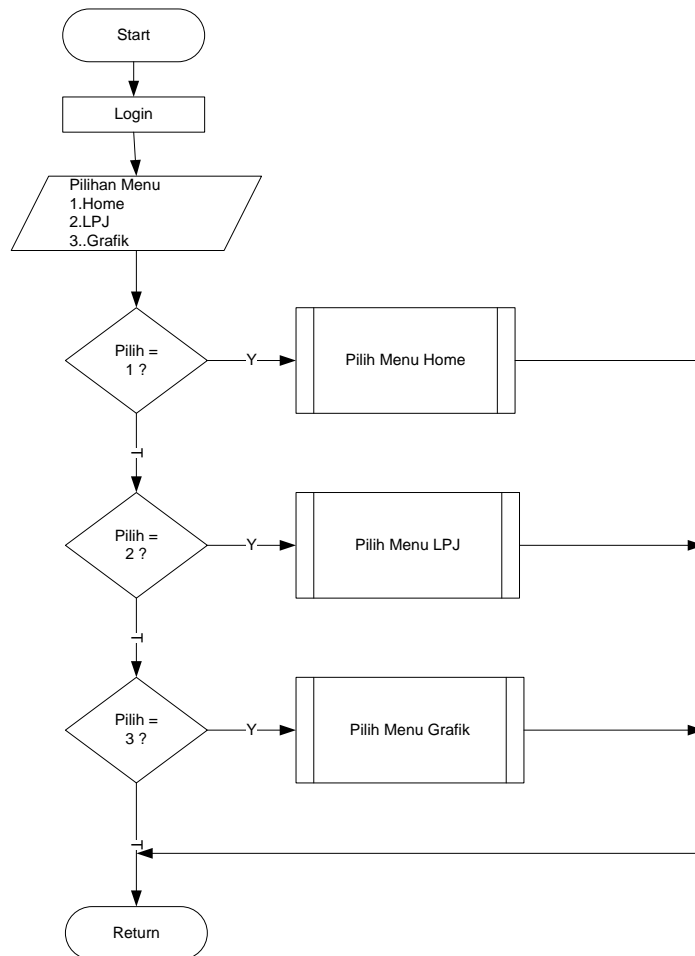 Start
Login
Pilihan Menu
1.Home
2.LPJ
3..Grafik
Pilih =
1 ?
Y
Pilih Menu Home
T
Pilih =
2 ?
Y
Pilih Menu LPJ
T
Pilih =
3 ?
Y
Pilih Menu Grafik
T
Return